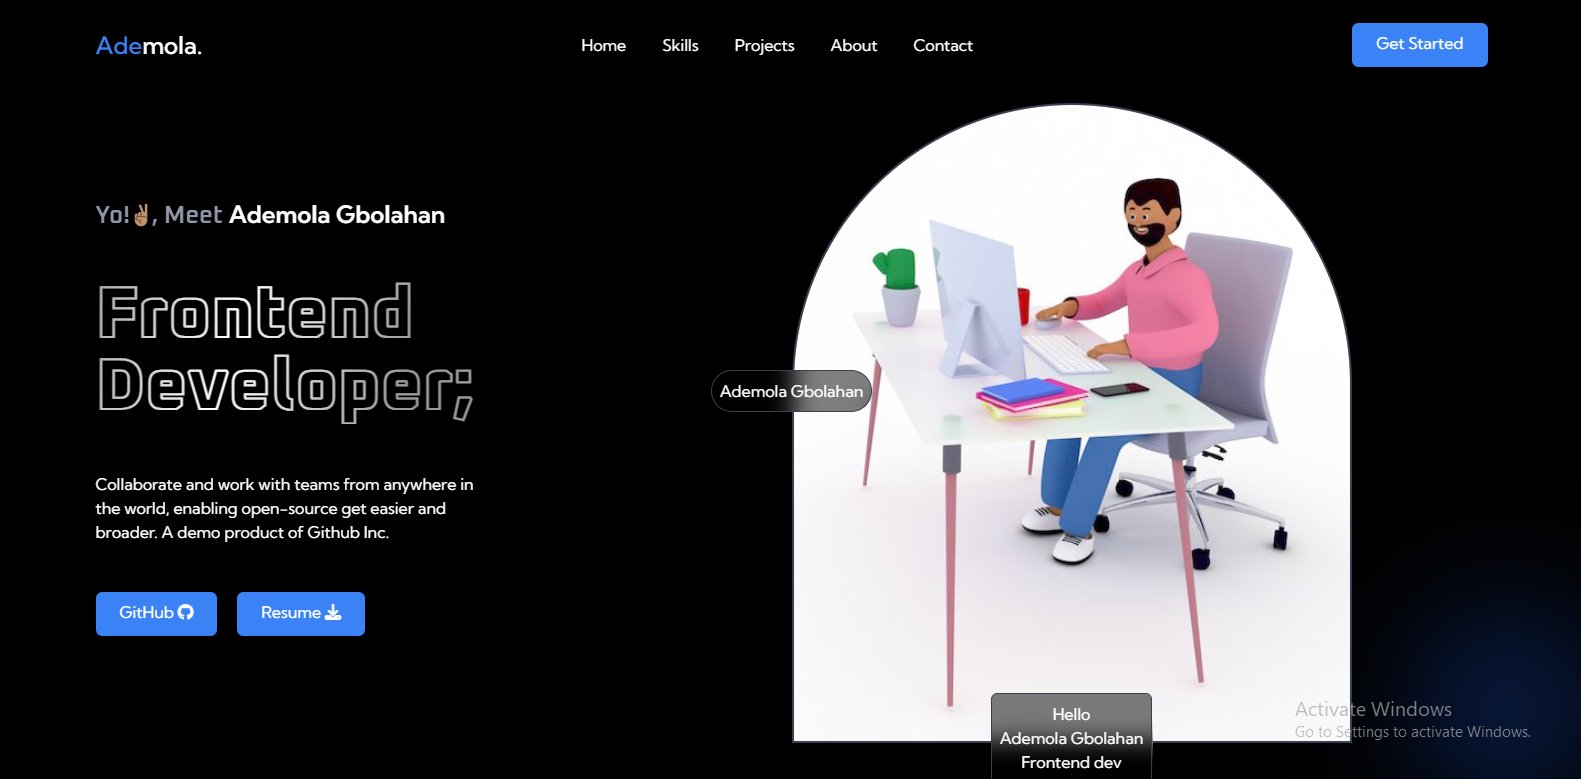 Ademola.
Home Skills Projects About Contact
Get Started
Yo!✌🏽, Meet Ademola Gbolahan
Frontend
Developer;
Collaborate and work with teams from anywhere in
the world, enabling open-source get easier and
broader. A demo product of Github Inc.
GitHub
Resume
Ademola Gbolahan
Hello
Ademola Gbolahan
Frontend dev
Activate Windows
Go to Settings to activate Windows.